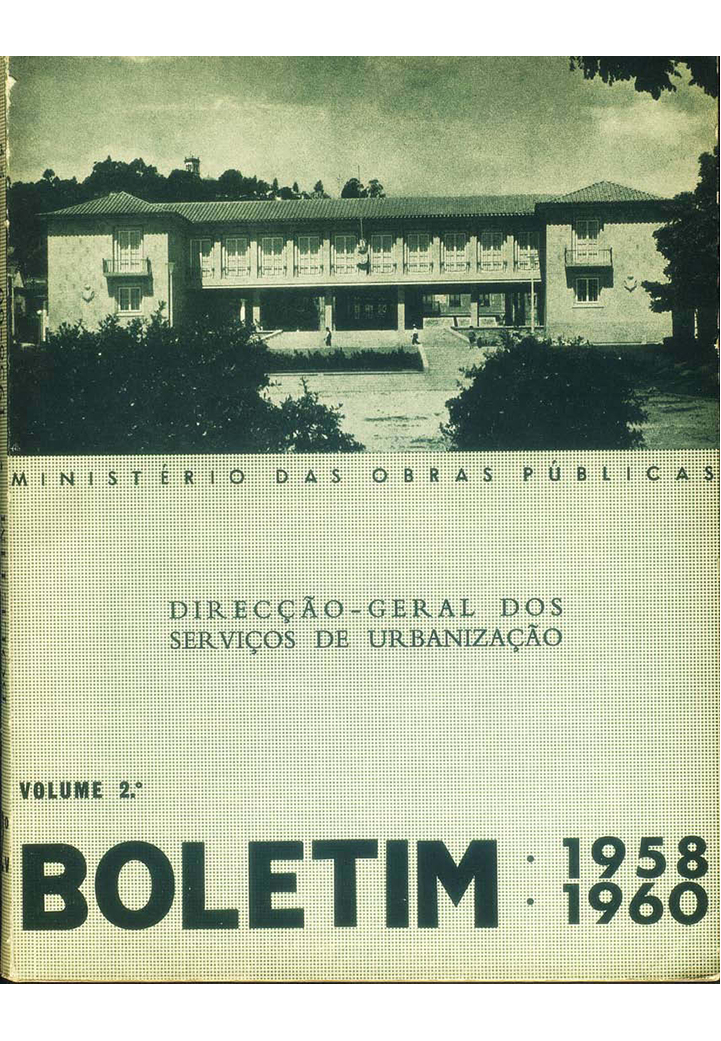 MINISTÉRIO DAS OBRAS PÚBLICAS
DIRECÇÃO-GERAL DOS
SERVIÇOS DE URBANIZAÇÃO
VOLUME 2.º
BOLETIM : 1958
: 1960